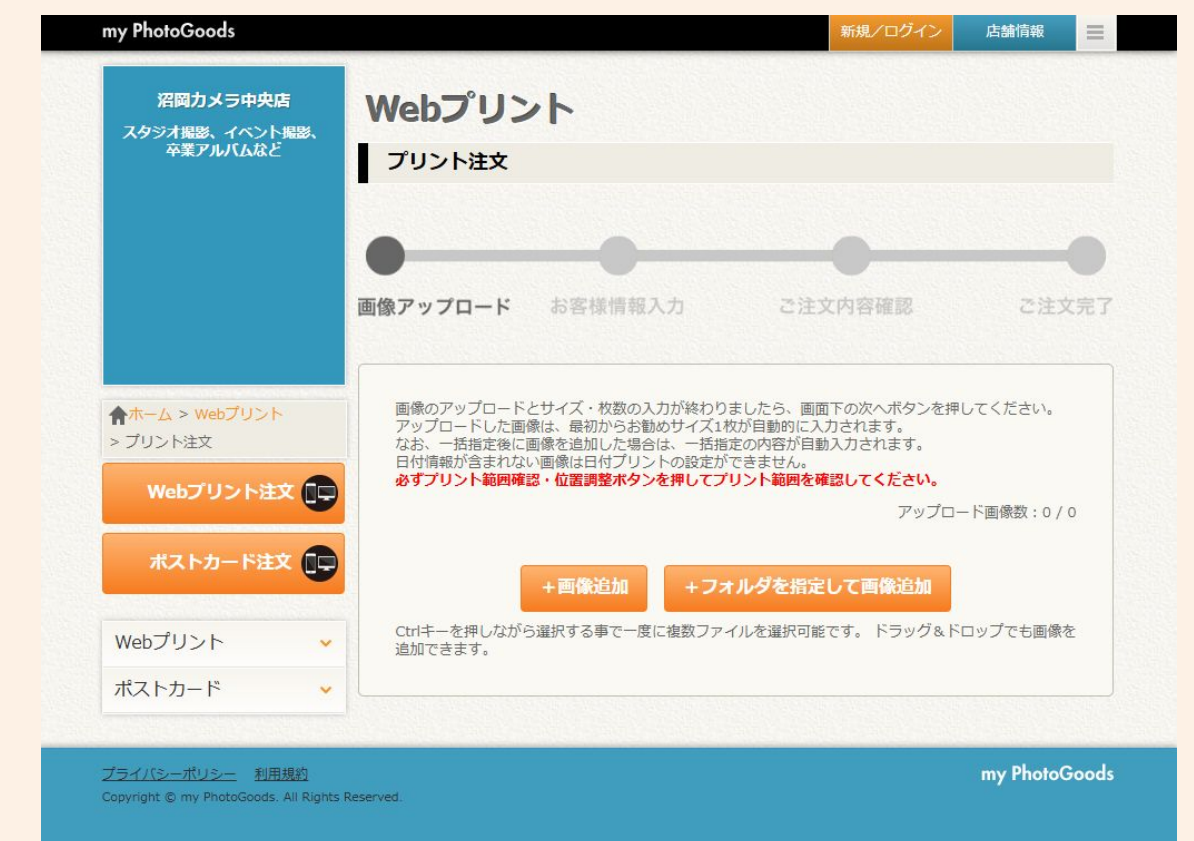 my PhotoGoods
新規／ログイン
店舗情報
沼岡カメラ中央店
スタジオ撮影、イベント撮影、
卒業アルバムなど
ホーム > Webプリント
> プリント注文
Webプリント注文
ポストカード注文
Webプリント
ポストカード
Webプリント
プリント注文
画像アップロード
お客様情報入力
ご注文内容確認
ご注文完了
画像のアップロードとサイズ・枚数の入力が終わりましたら、画面下の次へボタンを押してください。
アップロードした画像は、最初からお勧めサイズ1枚が自動的に入力されます。
なお、一括指定後に画像を追加した場合は、一括指定の内容が自動入力されます。
日付情報が含まれない画像は日付プリントの設定ができません。
必ずプリント範囲確認・位置調整ボタンを押してプリント範囲を確認してください。
アップロード画像数：0 / 0
+画像追加
+フォルダを指定して画像追加
Ctrlキーを押しながら選択する事で一度に複数ファイルを選択可能です。 ドラッグ＆ドロップでも画像を
追加できます。
プライバシーポリシー
利用規約
Copyright © my PhotoGoods. All Rights Reserved.
my PhotoGoods